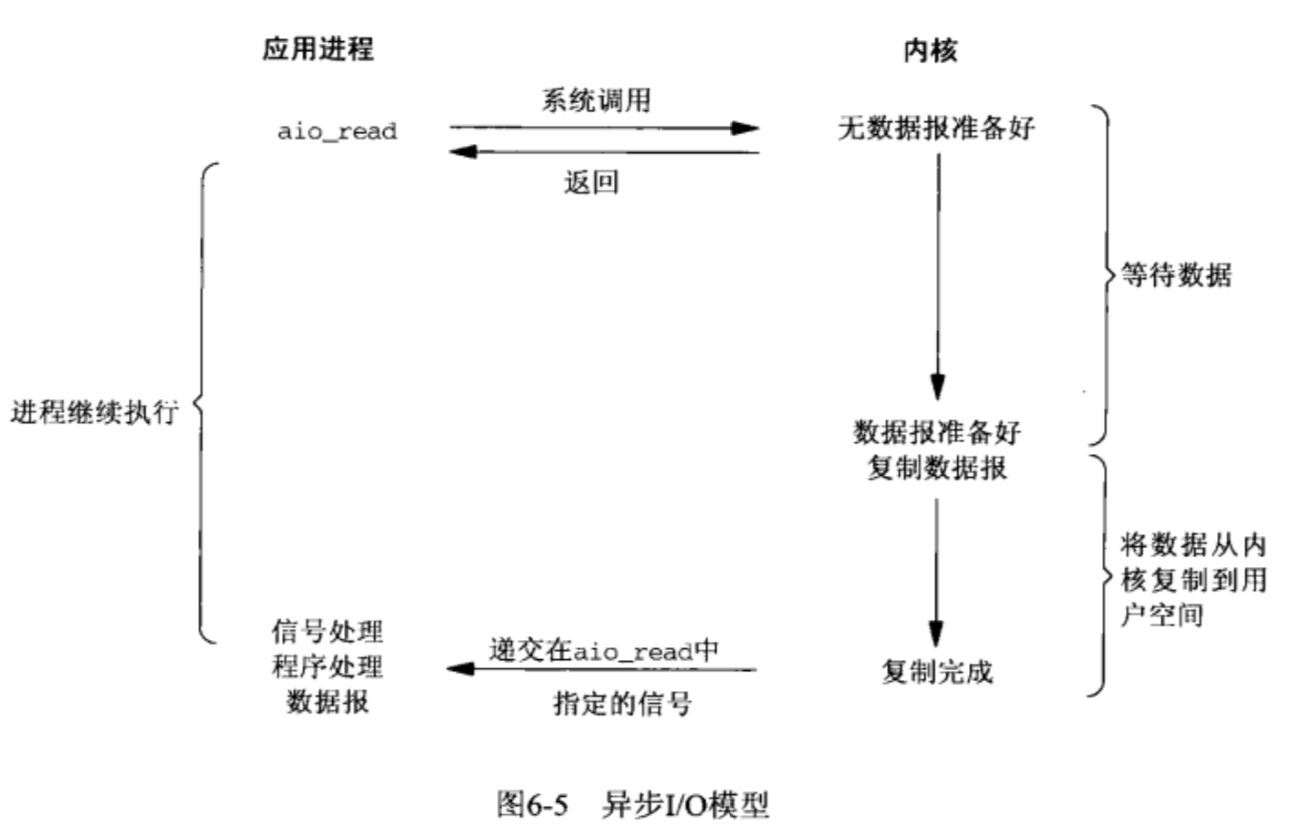 应用进程
内核
系统调用
aio_read
无数据报准备好
返回
等待数据
进程继续执行
数据报准备好
复制数据报
将数据从内
核复制到用
户空间
信号处理
程序处理
数据报
递交在aio_read中
指定的信号
复制完成
图6-5 异步I/O模型